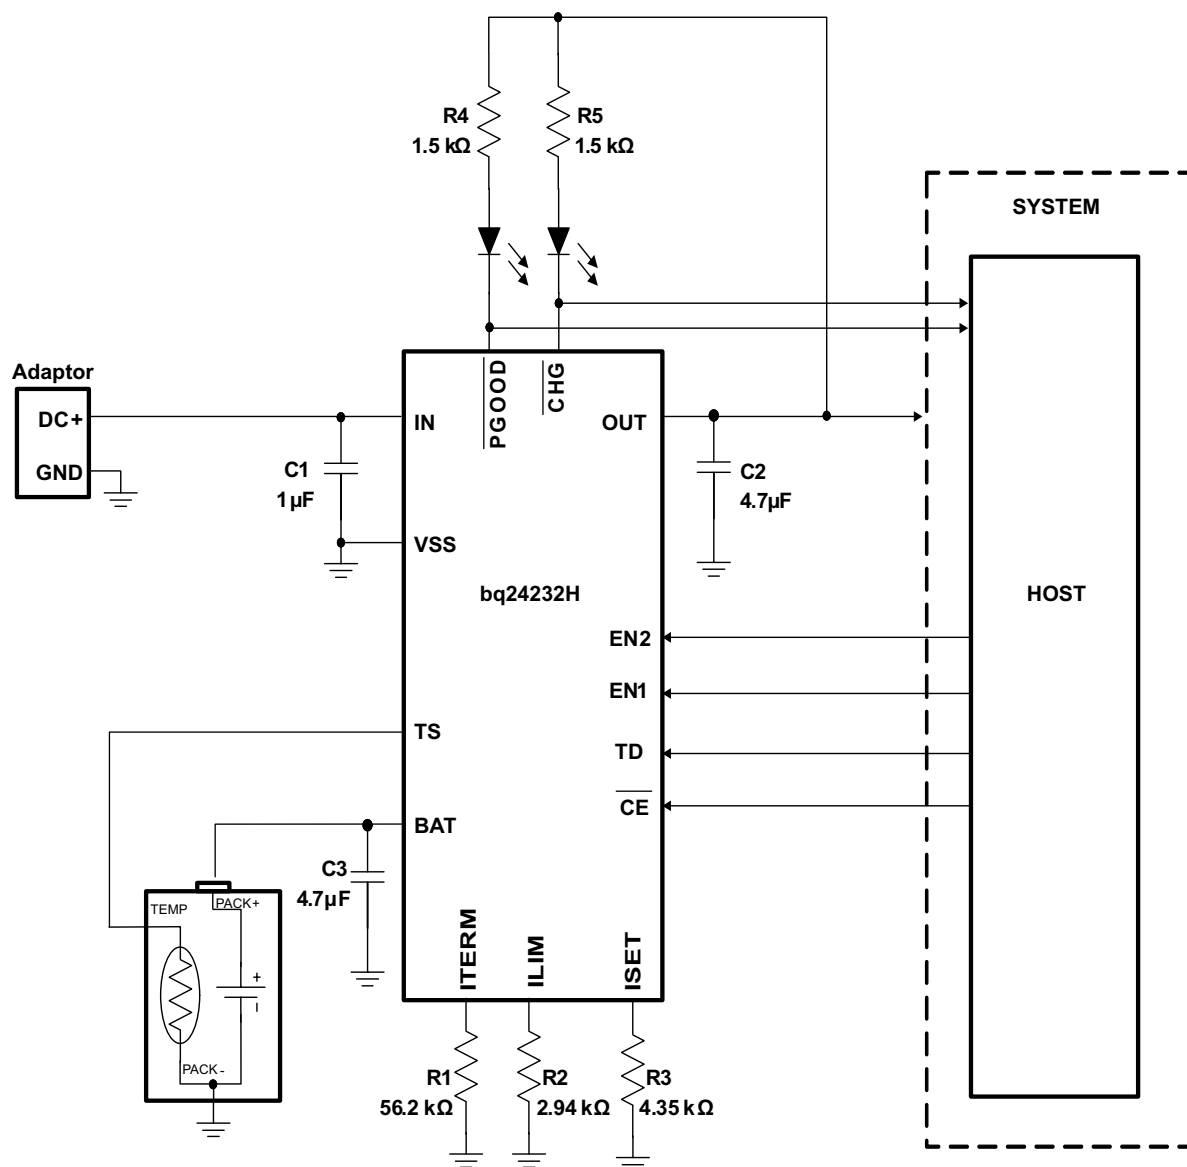 R4
1.5 kΩ
R5
1.5 kΩ
SYSTEM
Adaptor
DC+
GND
C1
1µF
IN
PGOOD
CHG
OUT
C2
4.7µF
VSS
bq24232H
HOST
EN2
EN1
TS
TD
CE
BAT
C3
4.7µF
TEMP
PACK+
+
−
PACK-
ITERM
ILIM
ISET
R1
56.2 kΩ
R2
2.94 kΩ
R3
4.35 kΩ